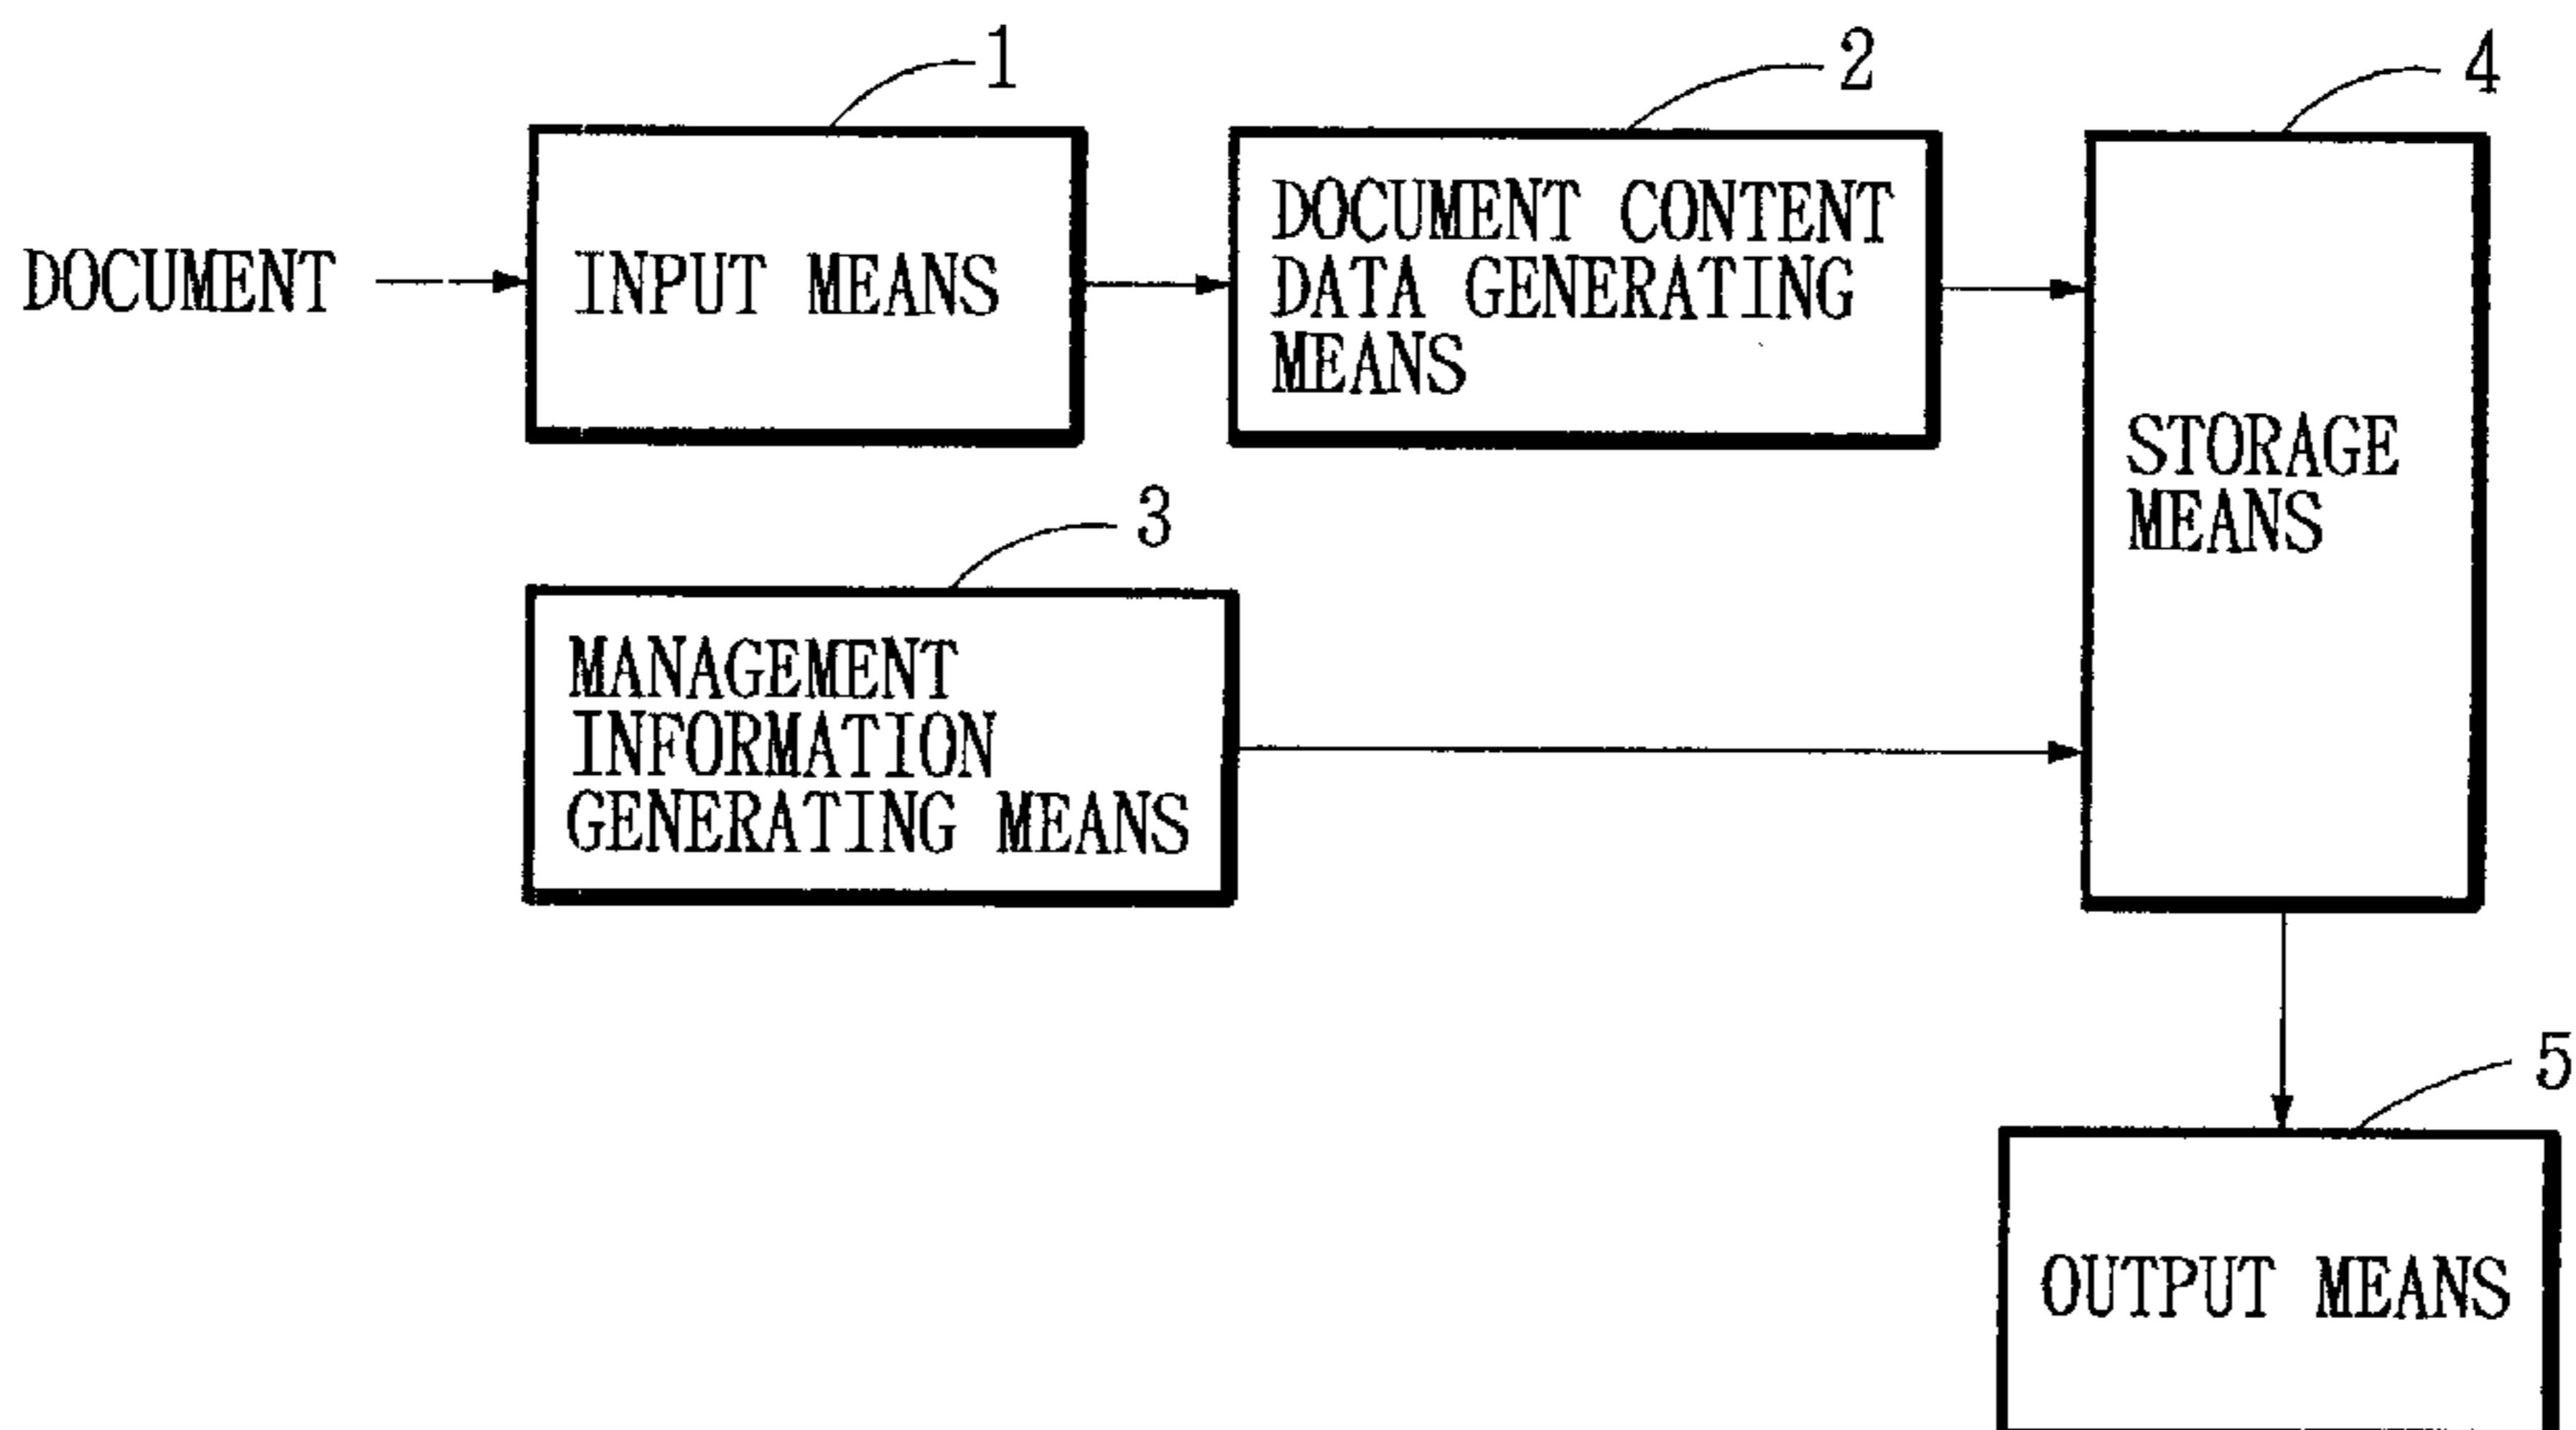 1
2
4
DOCUMENT
INPUT MEANS
DOCUMENT CONTENT
DATA GENERATING
MEANS
STORAGE
MEANS
3
MANAGEMENT
INFORMATION
GENERATING MEANS
5
OUTPUT MEANS